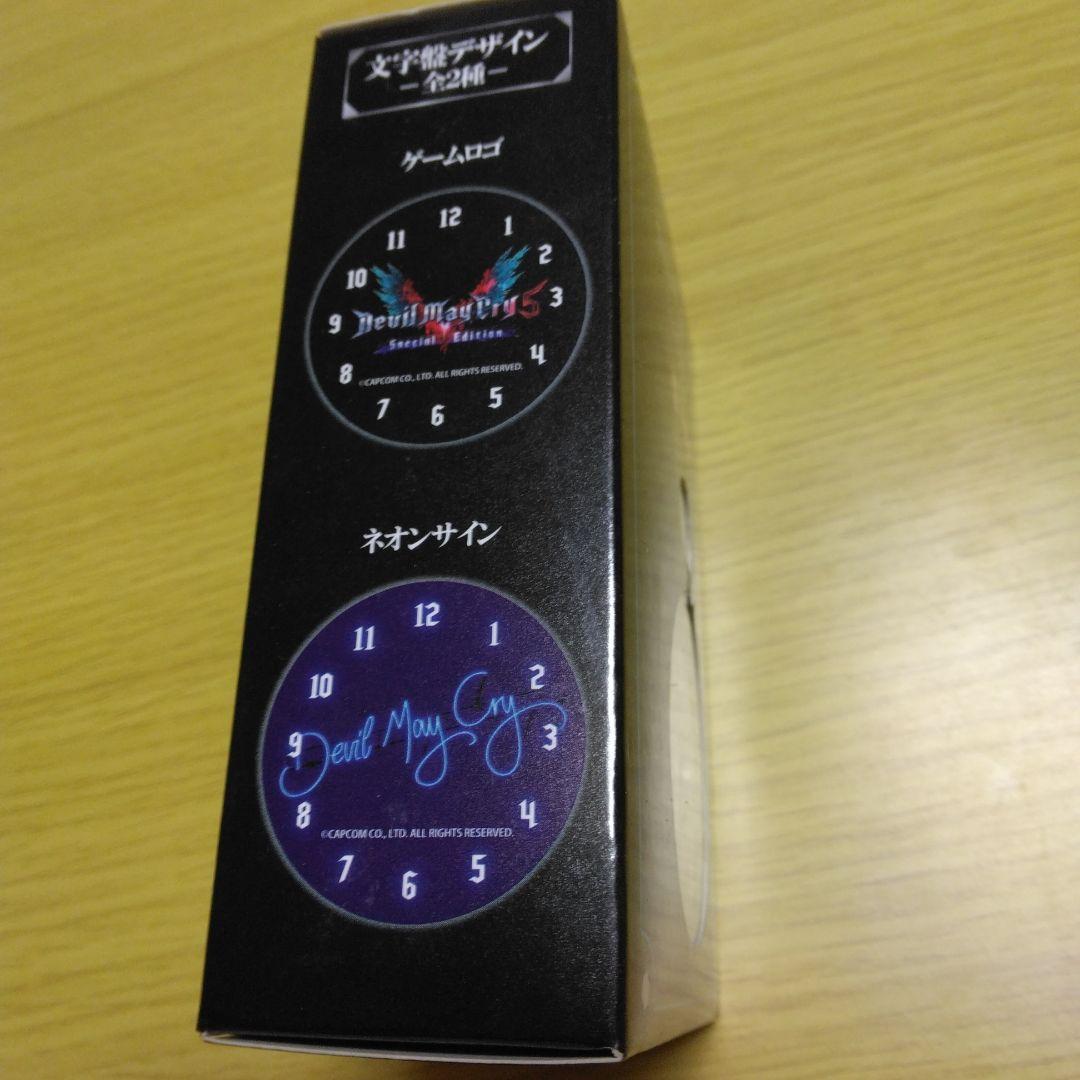 文字盤デザイン
－全2種－
ゲームロゴ
12
1
2
3
4
5
6
7
8
9
10
11
Devil May Cry 5
Special Edition
©CAPCOM CO., LTD. ALL RIGHTS RESERVED.
ネオンサイン
12
1
2
3
4
5
6
7
8
9
10
11
Devil May Cry
©CAPCOM CO., LTD. ALL RIGHTS RESERVED.